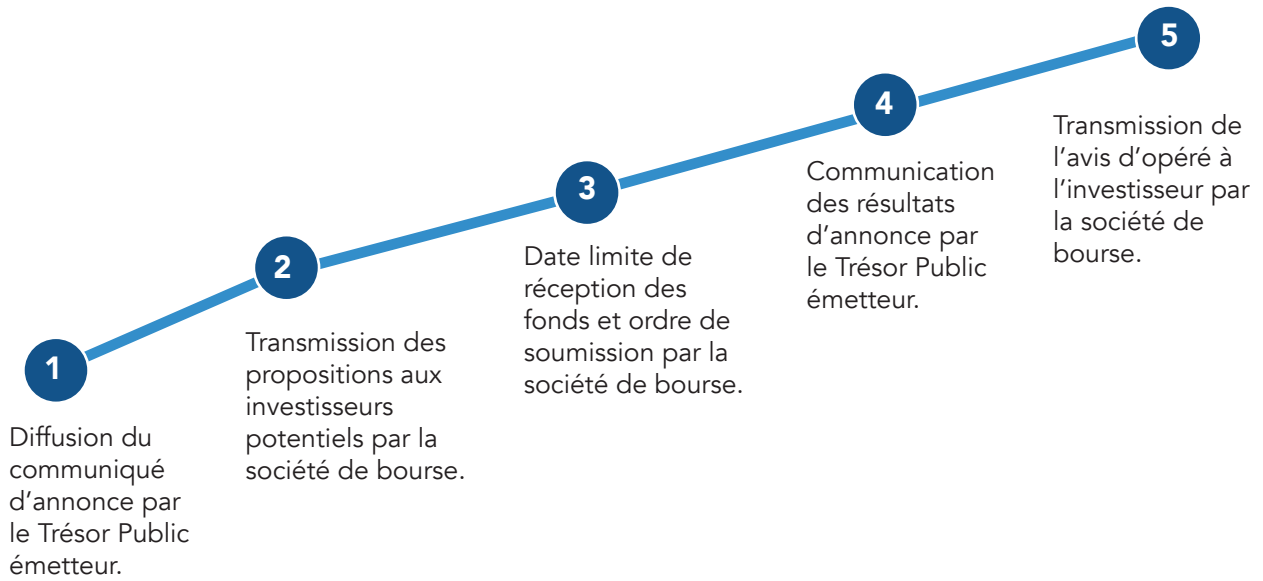 1
Diffusion du
communiqué
d’annonce par
le Trésor Public
émetteur.
2
Transmission des
propositions aux
investisseurs
potentiels par la
société de bourse.
3
Date limite de
réception des
fonds et ordre de
soumission par la
société de bourse.
4
Communication
des résultats
d’annonce par
le Trésor Public
émetteur.
5
Transmission de
l’avis d’opéré à
l’investisseur par
la société de
bourse.